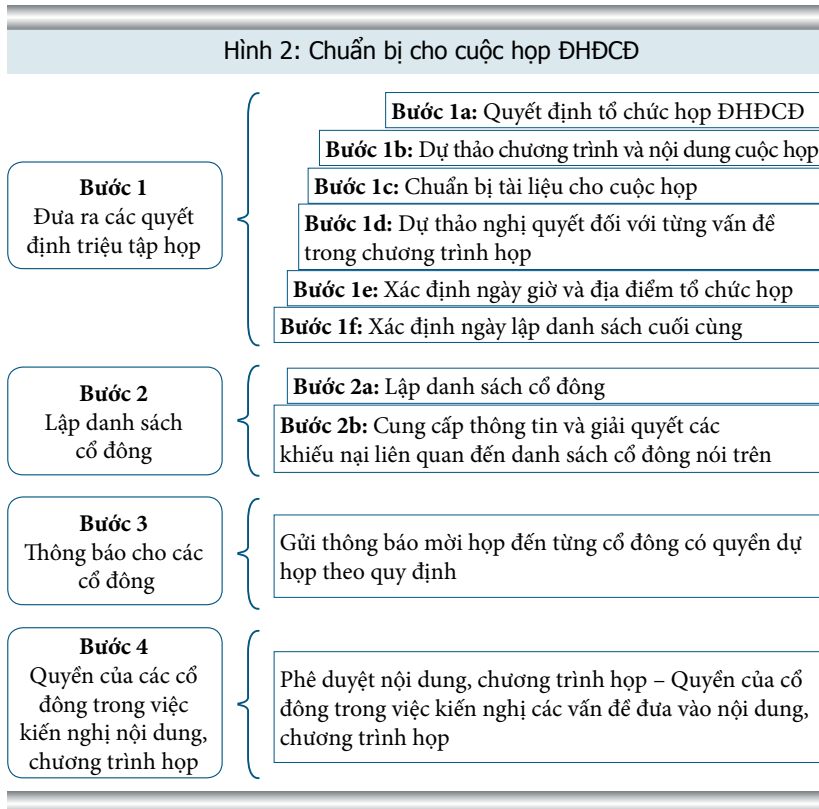 Hình 2: Chuẩn bị cho cuộc họp ĐHĐCĐ
Bước 1
Đưa ra các quyết
định triệu tập họp
Bước 1a: Quyết định tổ chức họp ĐHĐCĐ
Bước 1b: Dự thảo chương trình và nội dung cuộc họp
Bước 1c: Chuẩn bị tài liệu cho cuộc họp
Bước 1d: Dự thảo nghị quyết đối với từng vấn đề
trong chương trình họp
Bước 1e: Xác định ngày giờ và địa điểm tổ chức họp
Bước 1f: Xác định ngày lập danh sách cuối cùng
Bước 2
Lập danh sách
cổ đông
Bước 2a: Lập danh sách cổ đông
Bước 2b: Cung cấp thông tin và giải quyết các
khiếu nại liên quan đến danh sách cổ đông nói trên
Bước 3
Thông báo cho các
cổ đông
Gửi thông báo mời họp đến từng cổ đông có quyền dự
họp theo quy định
Bước 4
Quyền của các cổ
đông trong việc
kiến nghị nội dung,
chương trình họp
Phê duyệt nội dung, chương trình họp – Quyền của cổ
đông trong việc kiến nghị các vấn đề đưa vào nội dung,
chương trình họp